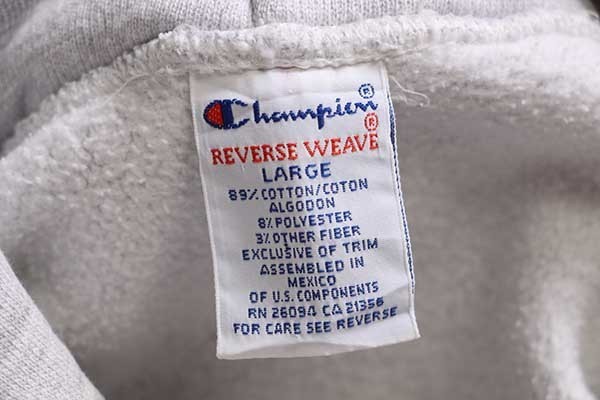 Champion®
REVERSE WEAVE®
LARGE
89% COTTON/COTON
ALGODON
8% POLYESTER
3% OTHER FIBER
EXCLUSIVE OF TRIM
ASSEMBLED IN
MEXICO
OF U.S. COMPONENTS
RN 26094 CA 21356
FOR CARE SEE REVERSE